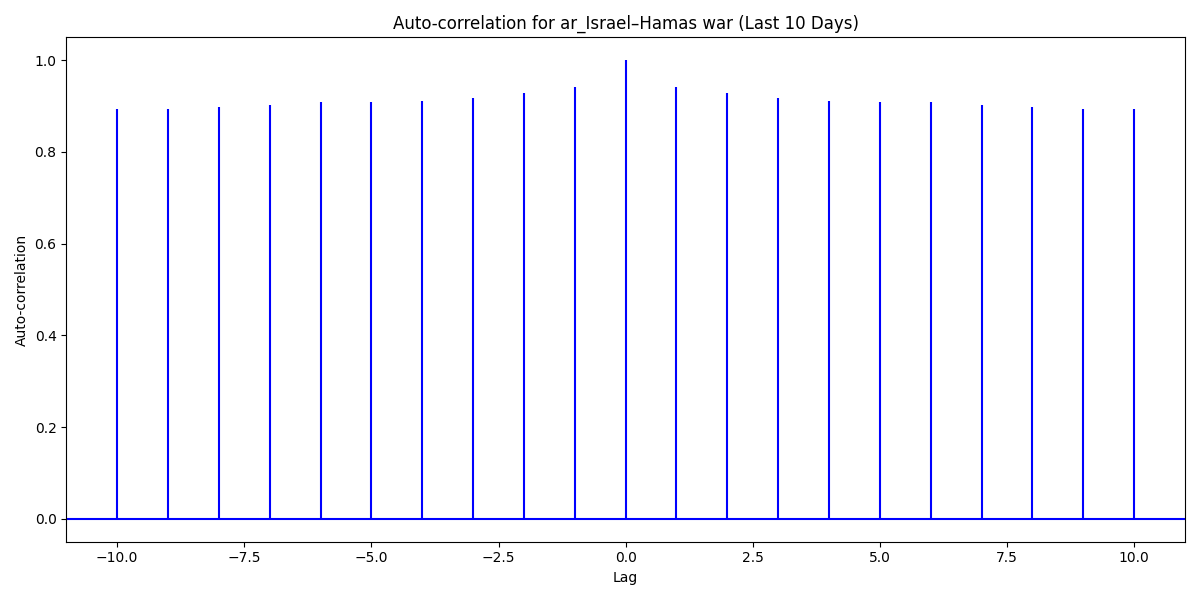 Auto-correlation for ar_Israel–Hamas war (Last 10 Days)
1.0
0.8
0.6
0.4
0.2
0.0
Auto-correlation
−10.0 −7.5 −5.0 −2.5 0.0 2.5 5.0 7.5 10.0
Lag